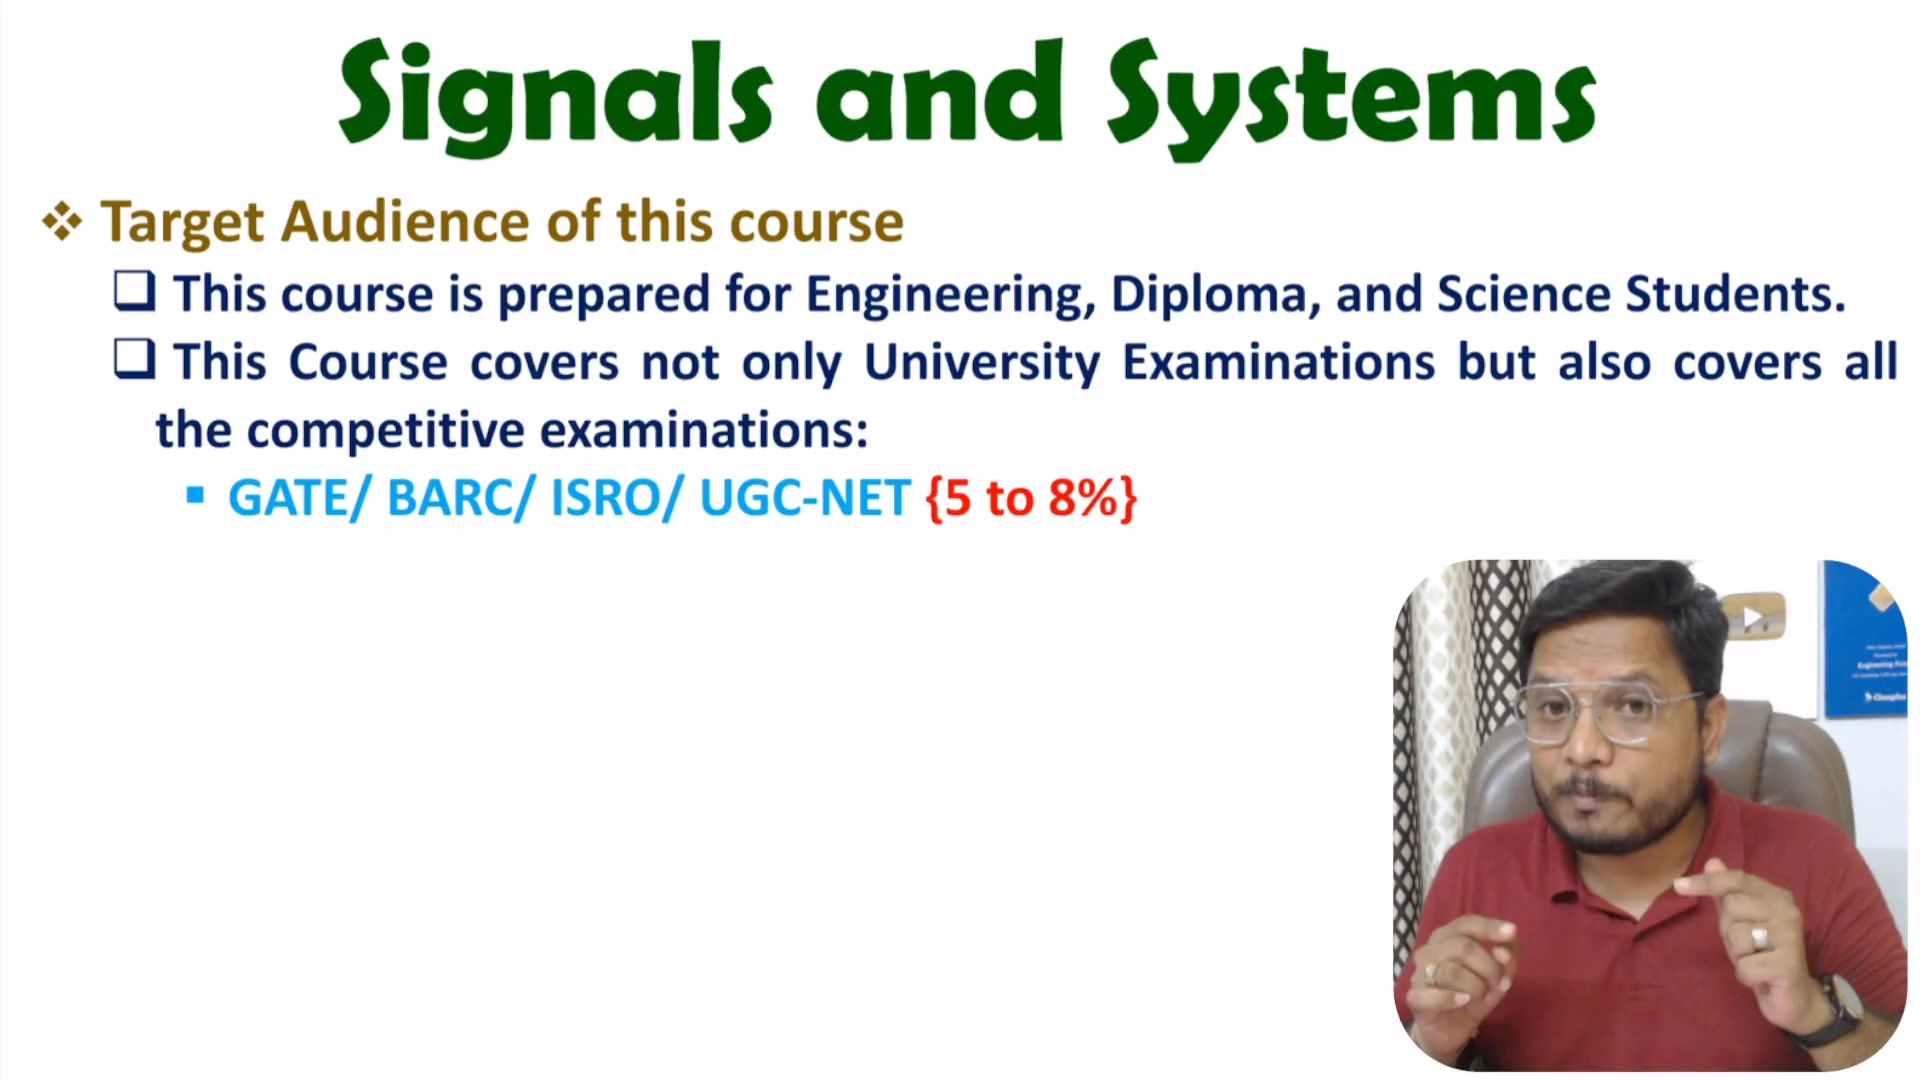 Signals and Systems
❖ Target Audience of this course
❑ This course is prepared for Engineering, Diploma, and Science Students.
❑ This Course covers not only University Examinations but also covers all
the competitive examinations:
▪ GATE/ BARC/ ISRO/ UGC-NET {5 to 8%}